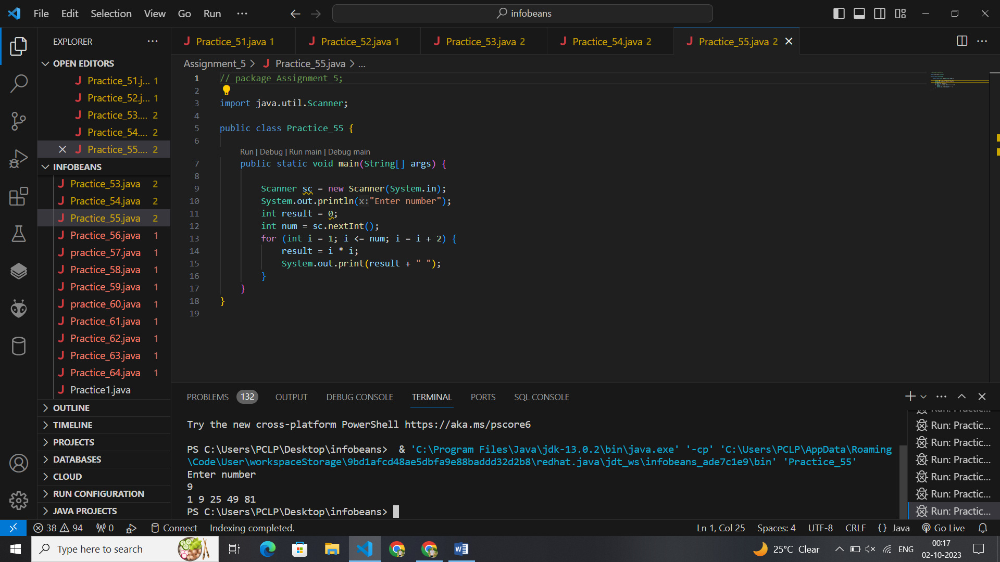 File Edit Selection View Go Run ···
infobeans
EXPLORER ···
OPEN EDITORS
J Practice_51.j... 1
J Practice_52.j... 1
J Practice_53.... 2
J Practice_54.... 2
J Practice_55.... 2
INFOBEANS
J Practice_53.java 2
J Practice_54.java 2
J Practice_55.java 2
J Practice_56.java 1
J practice_57.java 1
J Practice_58.java 1
J Practice_59.java 1
J practice_60.java 1
J Practice_61.java 1
J Practice_62.java 1
J Practice_63.java 1
J Practice_64.java 1
J Practice1.java
OUTLINE
TIMELINE
PROJECTS
DATABASES
CLOUD
RUN CONFIGURATION
JAVA PROJECTS
J Practice_51.java 1 J Practice_52.java 1 J Practice_53.java 2 J Practice_54.java 2 J Practice_55.java 2
Assignment_5 > J Practice_55.java > ...
1 // package Assignment_5;
2
3 import java.util.Scanner;
4
5 public class Practice_55 {
6
Run | Debug | Run main | Debug main
7 public static void main(String[] args) {
8
9 Scanner sc = new Scanner(System.in);
10 System.out.println(x:"Enter number");
11 int result = 0;
12 int num = sc.nextInt();
13 for (int i = 1; i <= num; i = i + 2) {
14 result = i * i;
15 System.out.print(result + " ");
16 }
17 }
18 }
19
PROBLEMS 132 OUTPUT DEBUG CONSOLE TERMINAL PORTS SQL CONSOLE
Try the new cross-platform PowerShell https://aka.ms/pscore6
PS C:\Users\PCLP\Desktop\infobeans> & 'C:\Program Files\Java\jdk-13.0.2\bin\java.exe' '-cp' 'C:\Users\PCLP\AppData\Roaming
\Code\User\workspaceStorage\9bd1afcd48ae5dbfa9e88baddd32d2b8\redhat.java\jdt_ws\infobeans_ade7c1e9\bin' 'Practice_55'
Enter number
9
1 9 25 49 81
PS C:\Users\PCLP\Desktop\infobeans>
Run: Practic...
Run: Practic...
Run: Practic...
Run: Practic...
Run: Practic...
Run: Practic...
38 94 0 Connect Indexing completed. Ln 1, Col 25 Spaces: 4 UTF-8 CRLF {} Java Go Live
Type here to search
25°C Clear ENG 00:17
02-10-2023